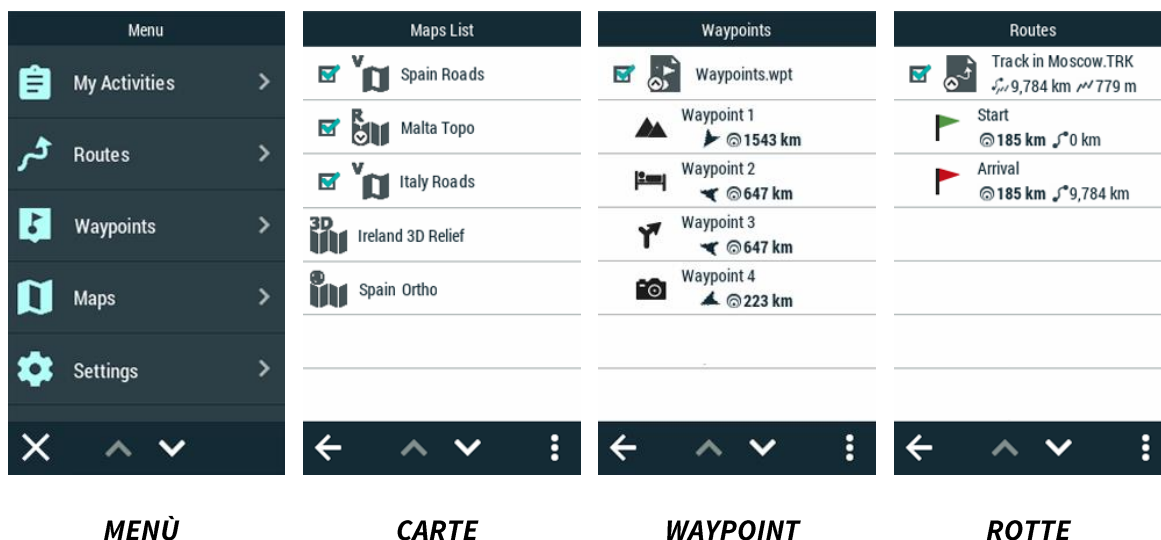 Menu
My Activities
Routes
Waypoints
Maps
Settings
MENÙ
Maps List
V
Spain Roads
R
Malta Topo
V
Italy Roads
3D
Ireland 3D Relief
Spain Ortho
CARTE
Waypoints
Waypoints.wpt
Waypoint 1
1543 km
Waypoint 2
647 km
Waypoint 3
647 km
Waypoint 4
223 km
WAYPOINT
Routes
Track in Moscow.TRK
9,784 km 779 m
Start
185 km 0 km
Arrival
185 km 9,784 km
ROTTE